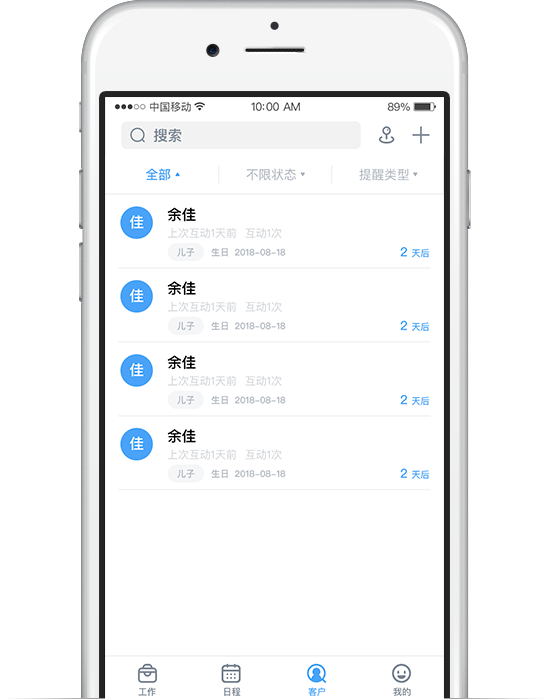 中国移动 10:00 AM 89%
搜索
全部 不限状态 提醒类型
佳 余佳
上次互动1天前 互动1次
儿子 生日 2018-08-18 2 天后
佳 余佳
上次互动1天前 互动1次
儿子 生日 2018-08-18 2 天后
佳 余佳
上次互动1天前 互动1次
儿子 生日 2018-08-18 2 天后
佳 余佳
上次互动1天前 互动1次
儿子 生日 2018-08-18 2 天后
工作 日程 客户 我的